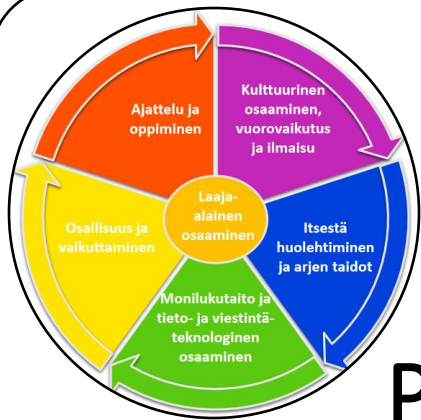 Ajattelu ja
oppiminen
Kulttuurinen
osaaminen,
vuorovaikutus
ja ilmaisu
Laaja-
alainen
osaaminen
Osallisuus ja
vaikuttaminen
Itsestä
huolehtiminen
ja arjen taidot
Monilukutaito ja
tieto- ja viestintä-
teknologinen
osaaminen
P